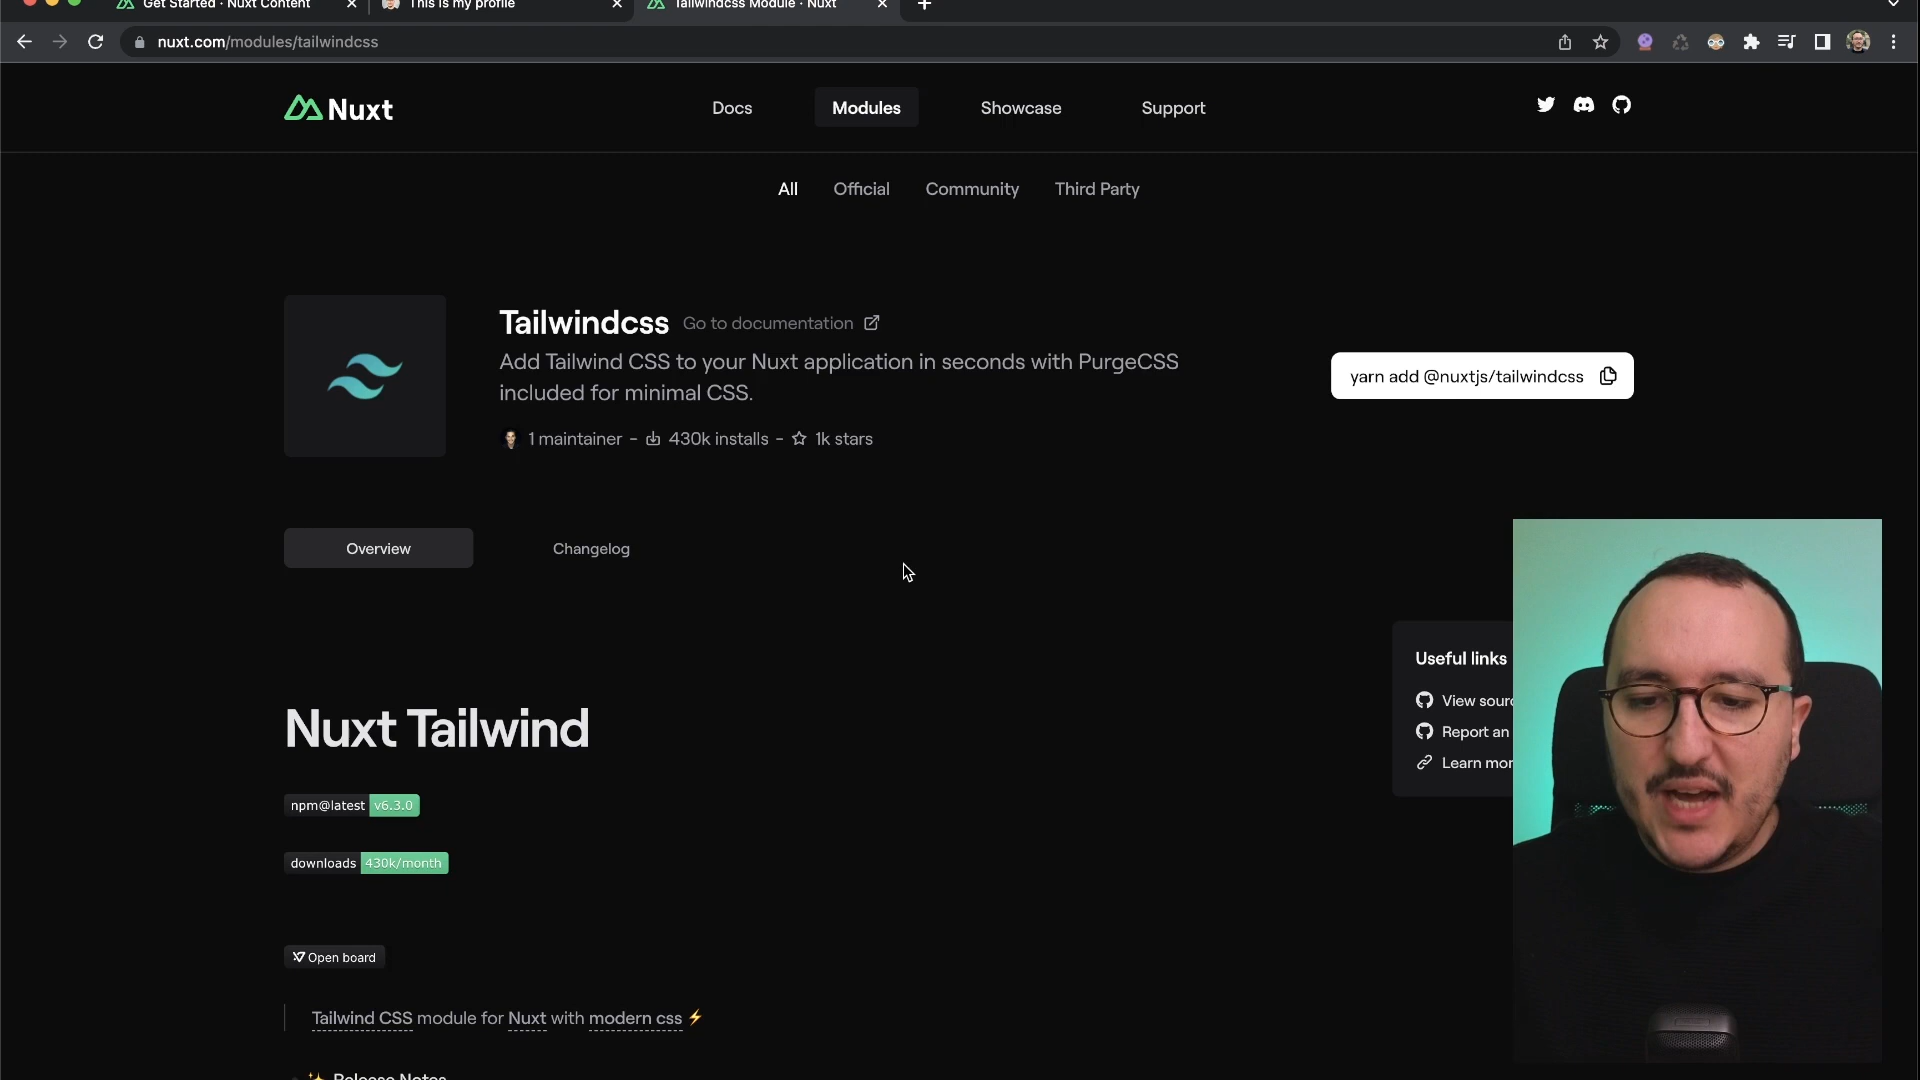 Get Started · Nuxt Content
This is my profile
Tailwindcss Module · Nuxt
nuxt.com/modules/tailwindcss
Nuxt
Docs
Modules
Showcase
Support
All
Official
Community
Third Party
Tailwindcss Go to documentation
Add Tailwind CSS to your Nuxt application in seconds with PurgeCSS
included for minimal CSS.
1 maintainer - 430k installs - 1k stars
yarn add @nuxtjs/tailwindcss
Overview
Changelog
Useful links
View sourc
Report an
Learn mor
Nuxt Tailwind
npm@latest v6.3.0
downloads 430k/month
Open board
Tailwind CSS module for Nuxt with modern css ⚡
✨ Release Notes